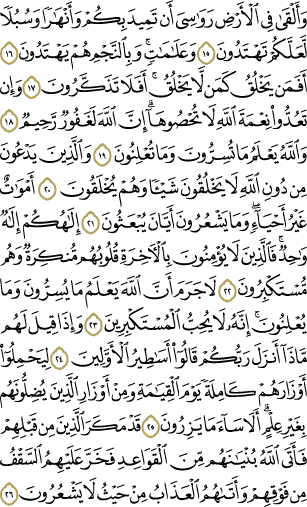 وَأَلْقَىٰ فِي الْأَرْضِ رَوَاسِيَ أَن تَمِيدَ بِكُمْ وَأَنْهَارًا وَسُبُلًا
لَّعَلَّكُمْ تَهْتَدُونَ ١٥ وَعَلَامَاتٍ ۚ وَبِالنَّجْمِ هُمْ يَهْتَدُونَ ١٦
أَفَمَن يَخْلُقُ كَمَن لَّا يَخْلُقُ ۗ أَفَلَا تَذَكَّرُونَ ١٧ وَإِن
تَعُدُّوا نِعْمَةَ اللَّهِ لَا تُحْصُوهَا ۗ إِنَّ اللَّهَ لَغَفُورٌ رَّحِيمٌ ١٨
وَاللَّهُ يَعْلَمُ مَا تُسِرُّونَ وَمَا تُعْلِنُونَ ١٩ وَالَّذِينَ يَدْعُونَ
مِن دُونِ اللَّهِ لَا يَخْلُقُونَ شَيْئًا وَهُمْ يُخْلَقُونَ ٢٠ أَمْوَاتٌ
غَيْرُ أَحْيَاءٍ ۖ وَمَا يَشْعُرُونَ أَيَّانَ يُبْعَثُونَ ٢١ إِلَٰهُكُمْ إِلَٰهٌ
وَاحِدٌ ۚ فَالَّذِينَ لَا يُؤْمِنُونَ بِالْآخِرَةِ قُلُوبُهُم مُّنكِرَةٌ وَهُم
مُّسْتَكْبِرُونَ ٢٢ لَا جَرَمَ أَنَّ اللَّهَ يَعْلَمُ مَا يُسِرُّونَ وَمَا
يُعْلِنُونَ ۚ إِنَّهُ لَا يُحِبُّ الْمُسْتَكْبِرِينَ ٢٣ وَإِذَا قِيلَ لَهُم
مَّاذَا أَنزَلَ رَبُّكُمْ ۙ قَالُوا أَسَاطِيرُ الْأَوَّلِينَ ٢٤ لِيَحْمِلُوا
أَوْزَارَهُمْ كَامِلَةً يَوْمَ الْقِيَامَةِ ۙ وَمِنْ أَوْزَارِ الَّذِينَ يُضِلُّونَهُم
بِغَيْرِ عِلْمٍ ۗ أَلَا سَاءَ مَا يَزِرُونَ ٢٥ قَدْ مَكَرَ الَّذِينَ مِن قَبْلِهِمْ
فَأَتَى اللَّهُ بُنْيَانَهُم مِّنَ الْقَوَاعِدِ فَخَرَّ عَلَيْهِمُ السَّقْفُ
مِن فَوْقِهِمْ وَأَتَاهُمُ الْعَذَابُ مِنْ حَيْثُ لَا يَشْعُرُونَ ٢٦